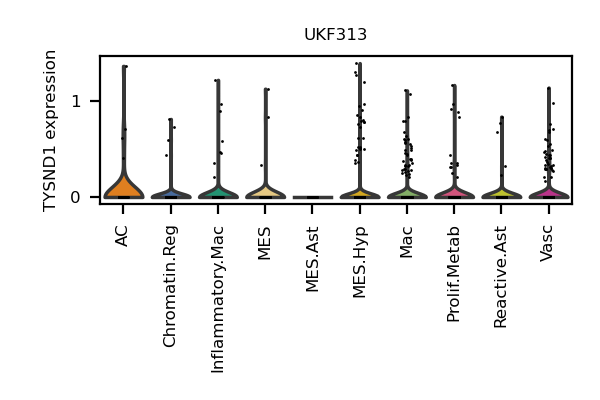 UKF313
TYSND1 expression
1
0
AC
Chromatin.Reg
Inflammatory.Mac
MES
MES.Ast
MES.Hyp
Mac
Prolif.Metab
Reactive.Ast
Vasc